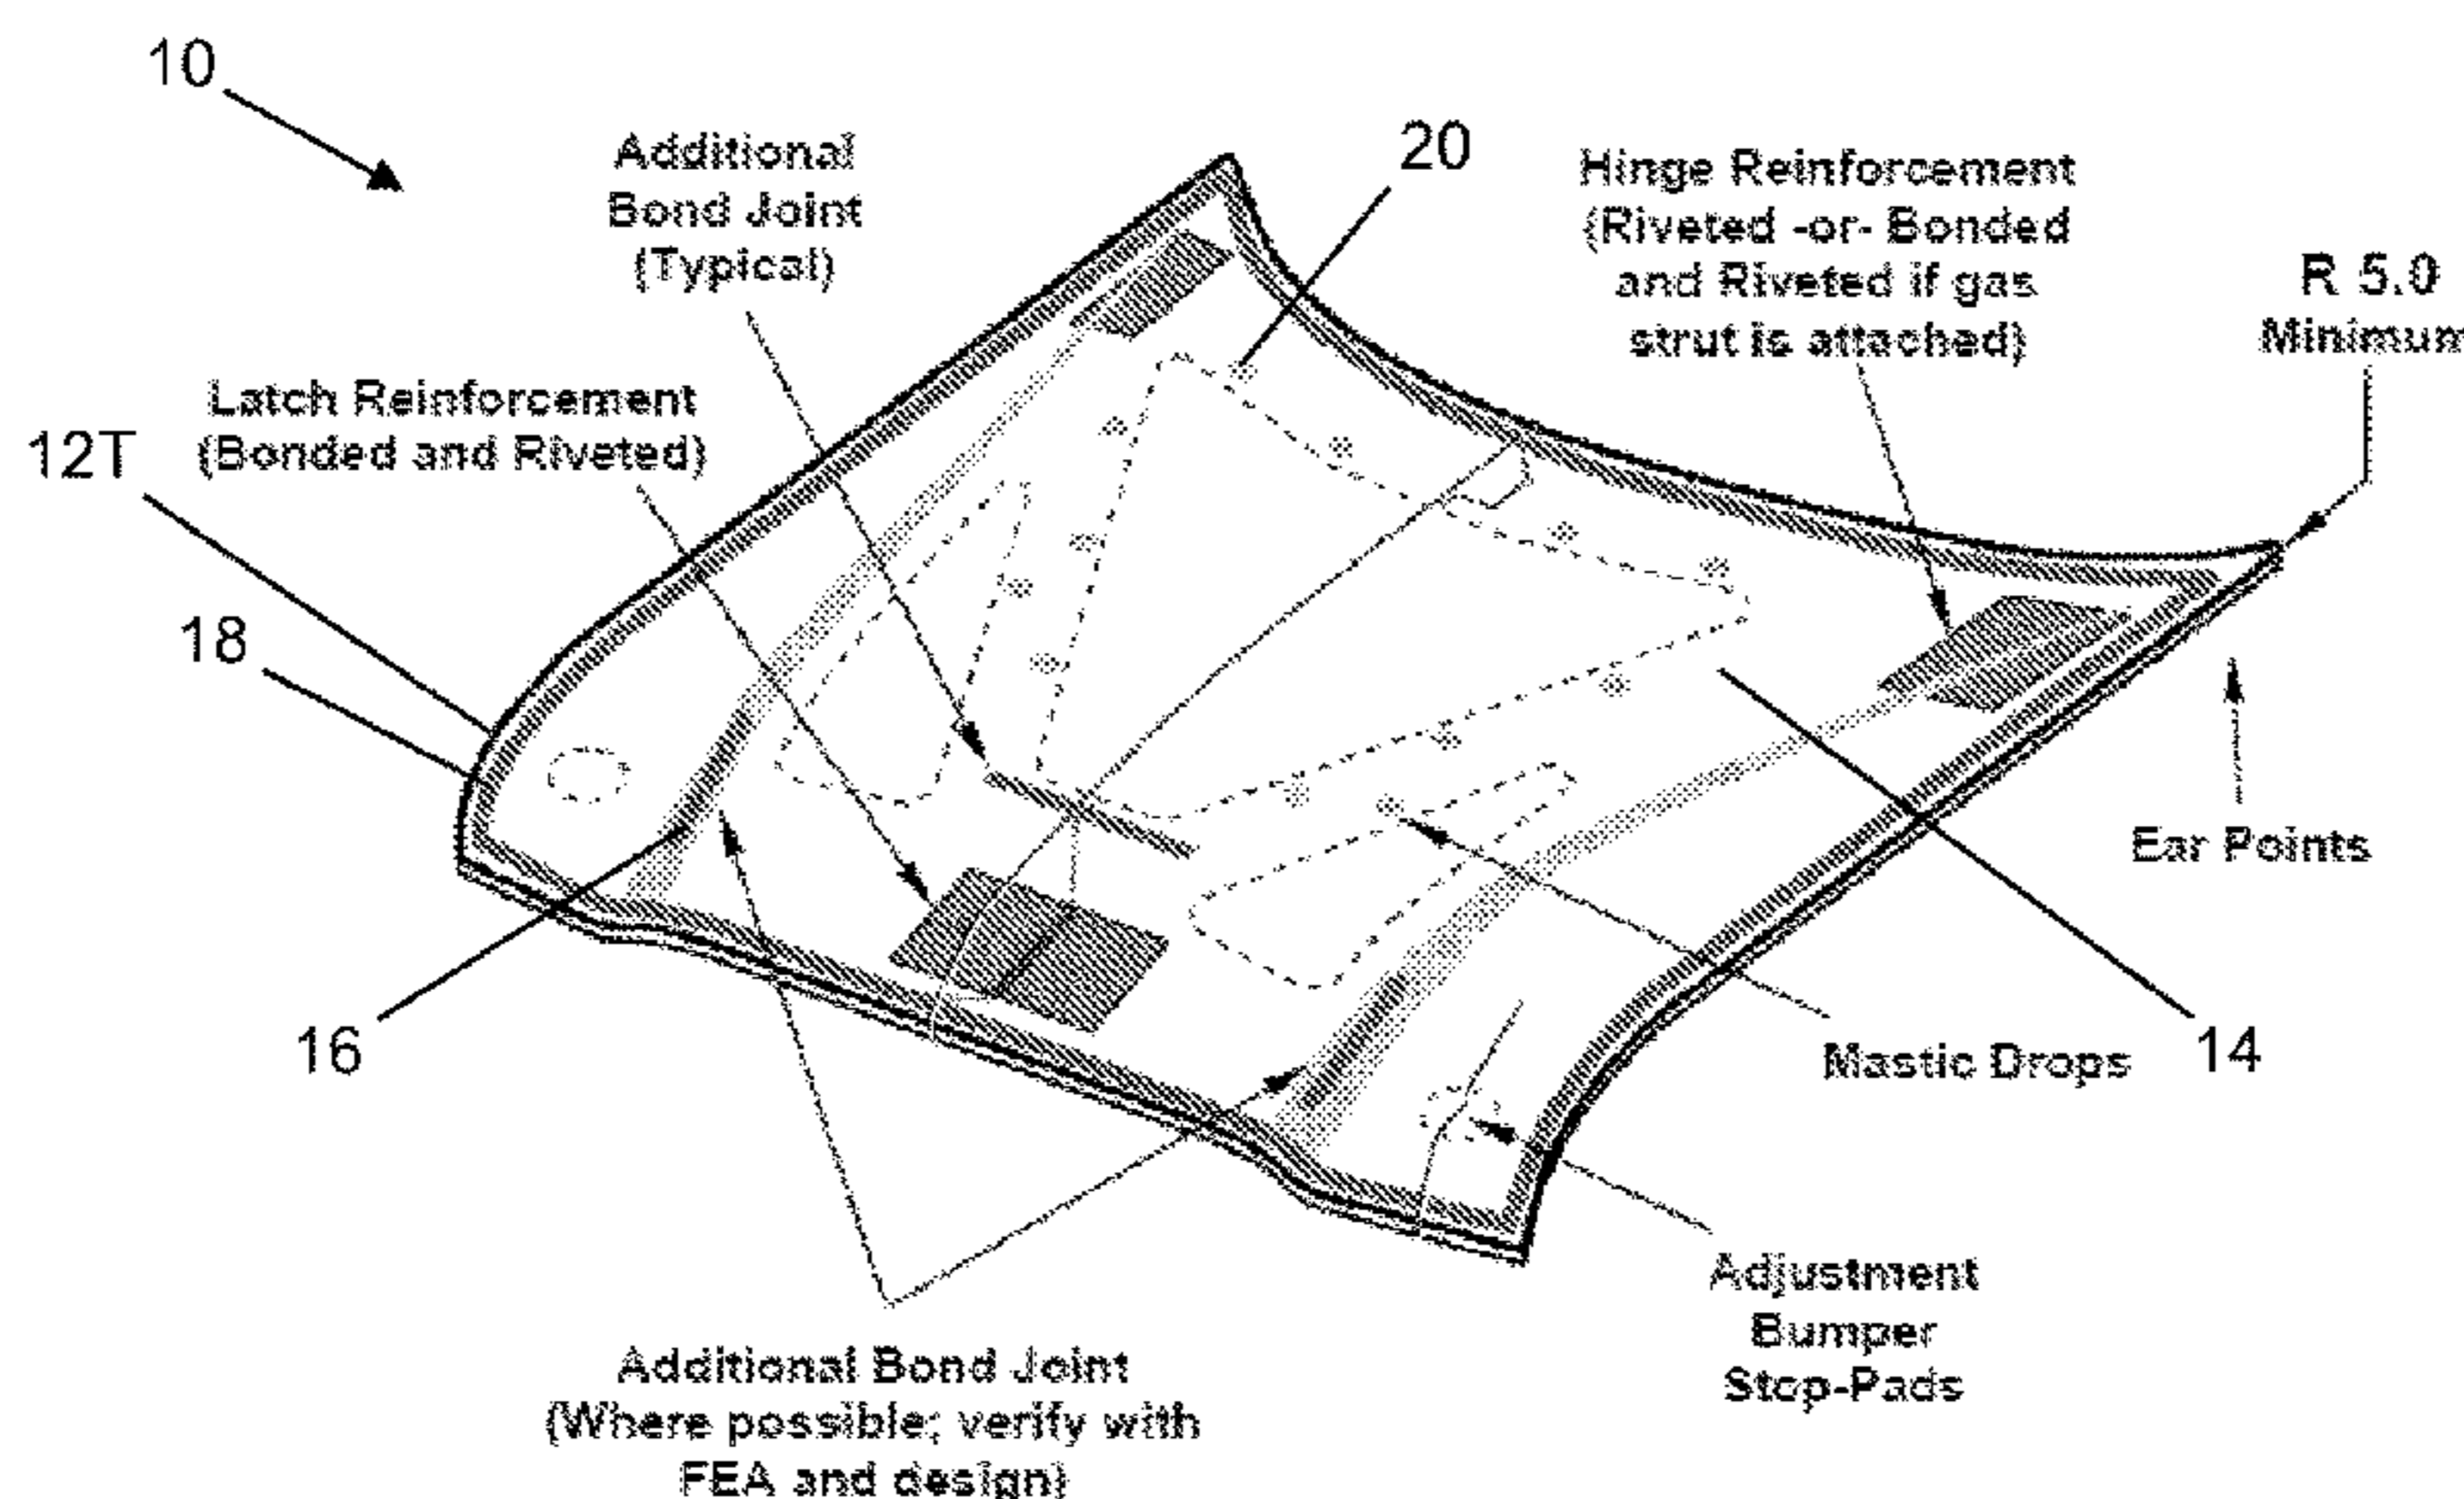 10
Additional
Bond Joint
(Typical)
20
Hinge Reinforcement
(Riveted -or- Bonded
and Riveted if gas
strut is attached)
R 5.0
Minimum
Latch Reinforcement
(Bonded and Riveted)
12T
18
Ear Points
16
Mastic Drops
14
Adjustment
Bumper
Stop-Pads
Additional Bond Joint
(Where possible; verify with
FEA and design)